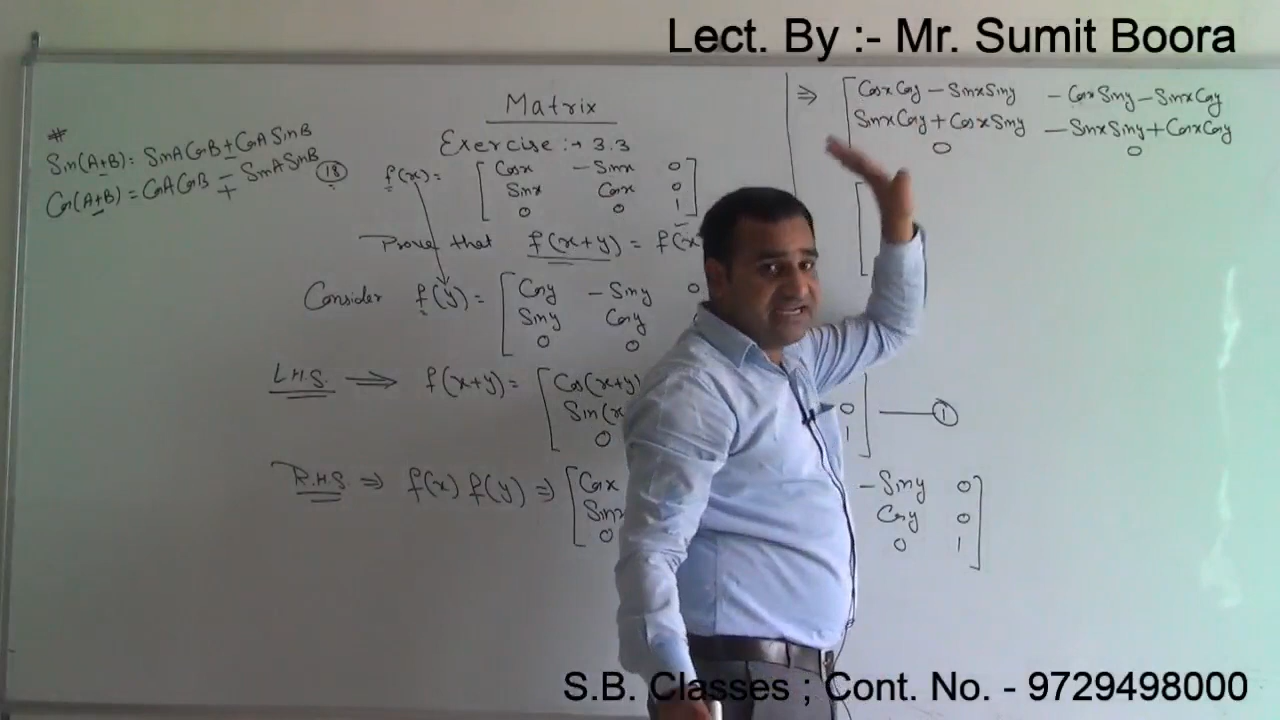 Lect. By :- Mr. Sumit Boora
Matrix
Exercise :→ 3.3
#
Sin(A±B) = SinA CosB ± CosA SinB
Cos(A±B) = CosA CosB ∓ SinA SinB
(18)
f(x) = [ Cosx - Sinx 0
Sinx Cosx 0
0 0 1 ]
Prove that f(x+y) = f(x
Consider f(y) = [ Cosy - Siny 0
Siny Cosy
0 0
L.H.S. ⟹ f(x+y) = [ Cos(x+y)
Sin(x 0
0 1 ] —— ①
R.H.S ⇒ f(x) f(y) ⇒ [ Cosx - Siny 0
Sinx Cosy 0
0 0 1 ]
⇒ [ Cosx Cosy - Sinx Siny - Cosx Siny - Sinx Cosy
Sinx Cosy + Cosx Siny - Sinx Siny + Cosx Cosy
0 0
[
S.B. Classes ; Cont. No. - 9729498000